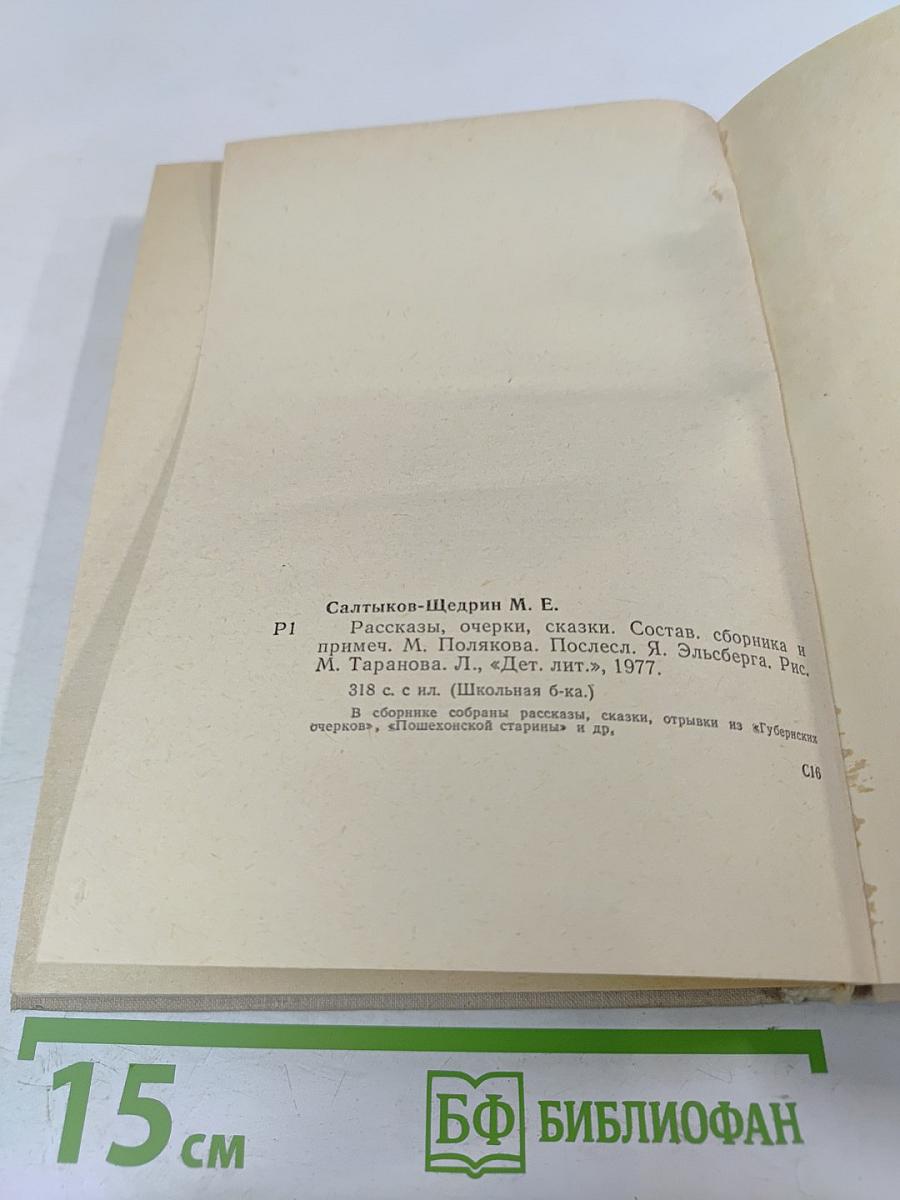 Салтыков-Щедрин М. Е.
Р1 Рассказы, очерки, сказки. Состав. сборника и
примеч. М. Полякова. Послесл. Я. Эльсберга. Рис.
М. Таранова. Л., «Дет. лит.», 1977.
318 с. с ил. (Школьная б-ка.)
В сборнике собраны рассказы, сказки, отрывки из «Губернских
очерков», «Пошехонской старины» и др.
С16
15 см
БФ БИБЛИОФАН